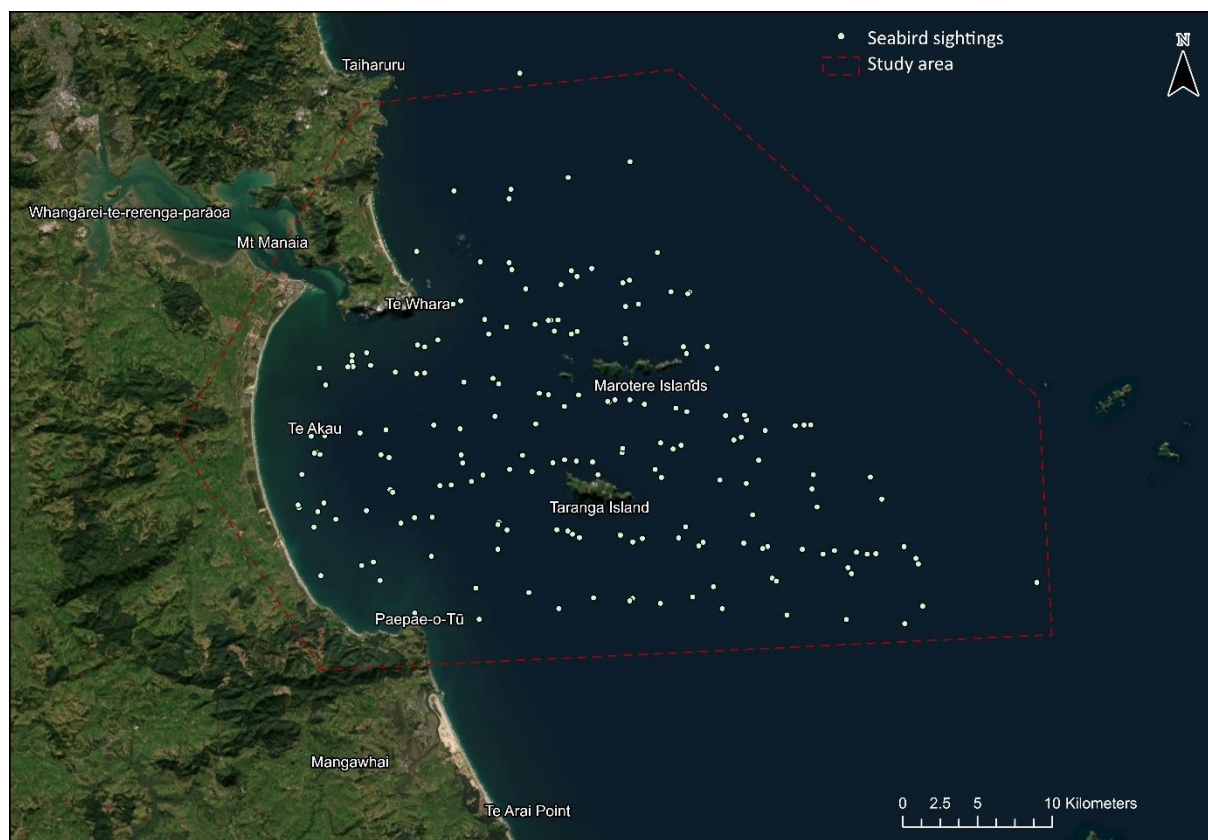 Seabird sightings
Study area
N
Taiharuru
Whangārei-te-rerenga-parāoa
Mt Manaia
Te Whara
Marotere Islands
Te Akau
Taranga Island
Paepae-o-Tū
Mangawhai
Te Arai Point
0 2.5 5 10 Kilometers